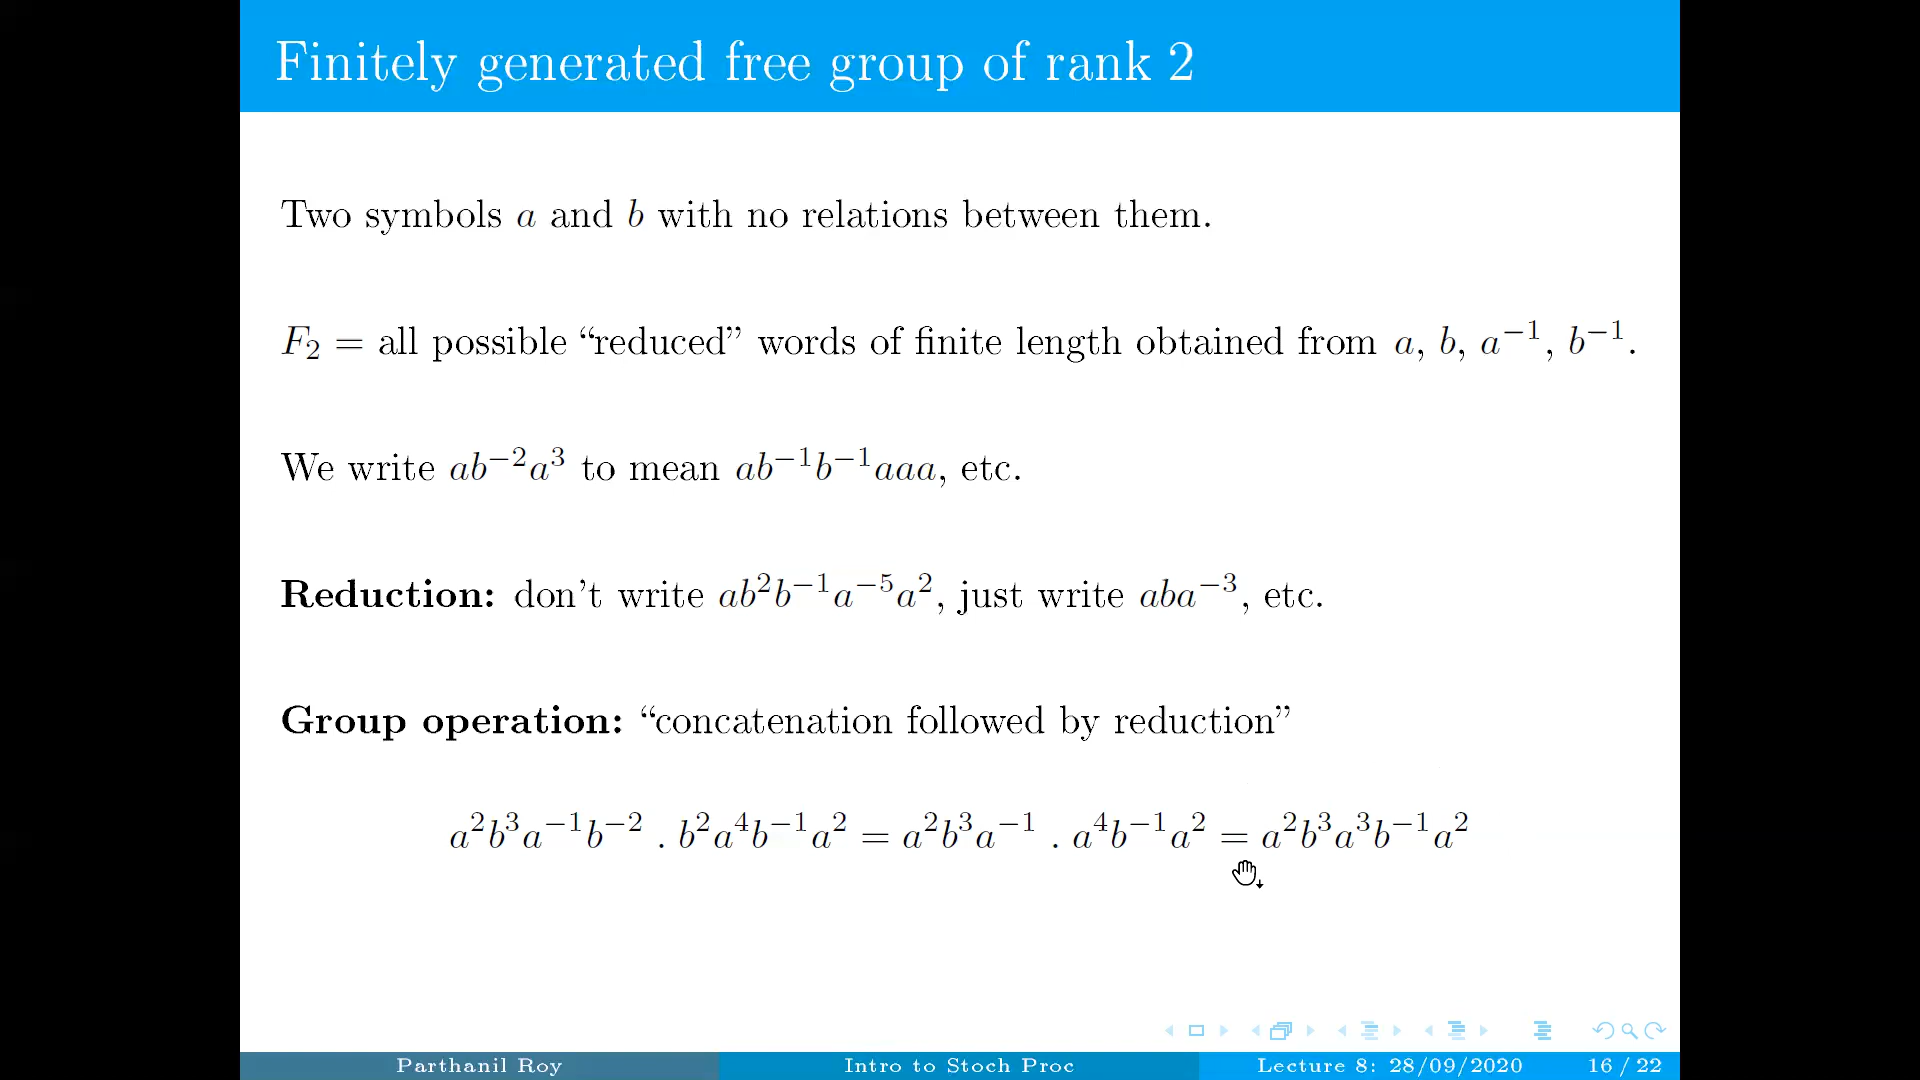 Finitely generated free group of rank 2
Two symbols a and b with no relations between them.
F₂ = all possible “reduced” words of finite length obtained from a, b, a⁻¹, b⁻¹.
We write ab⁻²a³ to mean ab⁻¹b⁻¹aaa, etc.
Reduction: don’t write ab²b⁻¹a⁻⁵a², just write aba⁻³, etc.
Group operation: “concatenation followed by reduction”
a²b³a⁻¹b⁻² . b²a⁴b⁻¹a² = a²b³a⁻¹ . a⁴b⁻¹a² = a²b³a³b⁻¹a²
Parthanil Roy Intro to Stoch Proc Lecture 8: 28/09/2020 16 / 22